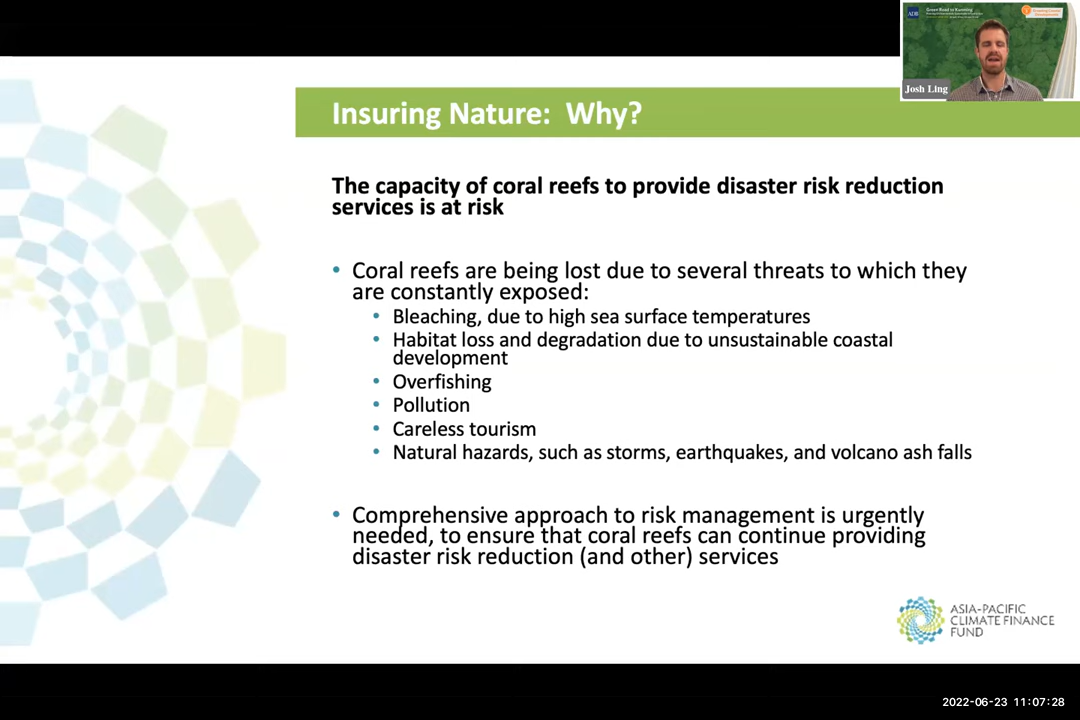 ADB
Green Road to Kunming
Josh Ling
Insuring Nature:  Why?
The capacity of coral reefs to provide disaster risk reduction
services is at risk
• Coral reefs are being lost due to several threats to which they
are constantly exposed:
• Bleaching, due to high sea surface temperatures
• Habitat loss and degradation due to unsustainable coastal
development
• Overfishing
• Pollution
• Careless tourism
• Natural hazards, such as storms, earthquakes, and volcano ash falls
• Comprehensive approach to risk management is urgently
needed, to ensure that coral reefs can continue providing
disaster risk reduction (and other) services
ASIA-PACIFIC
CLIMATE FINANCE
FUND
2022-06-23 11:07:28